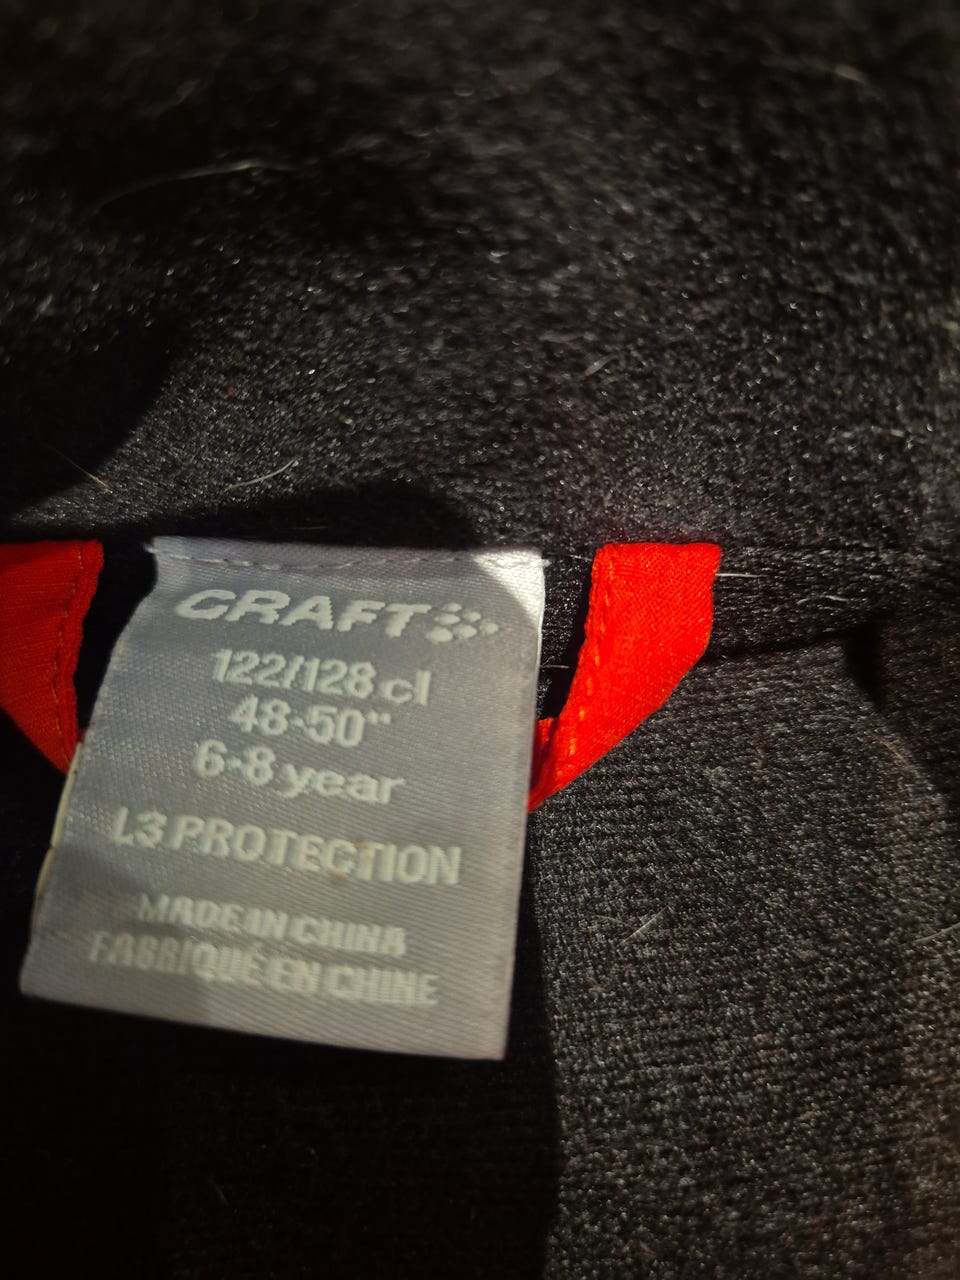 CRAFT
122/128 cl
48-50"
6-8 year
L3 PROTECTION
MADE IN CHINA
FABRIQUÉ EN CHINE